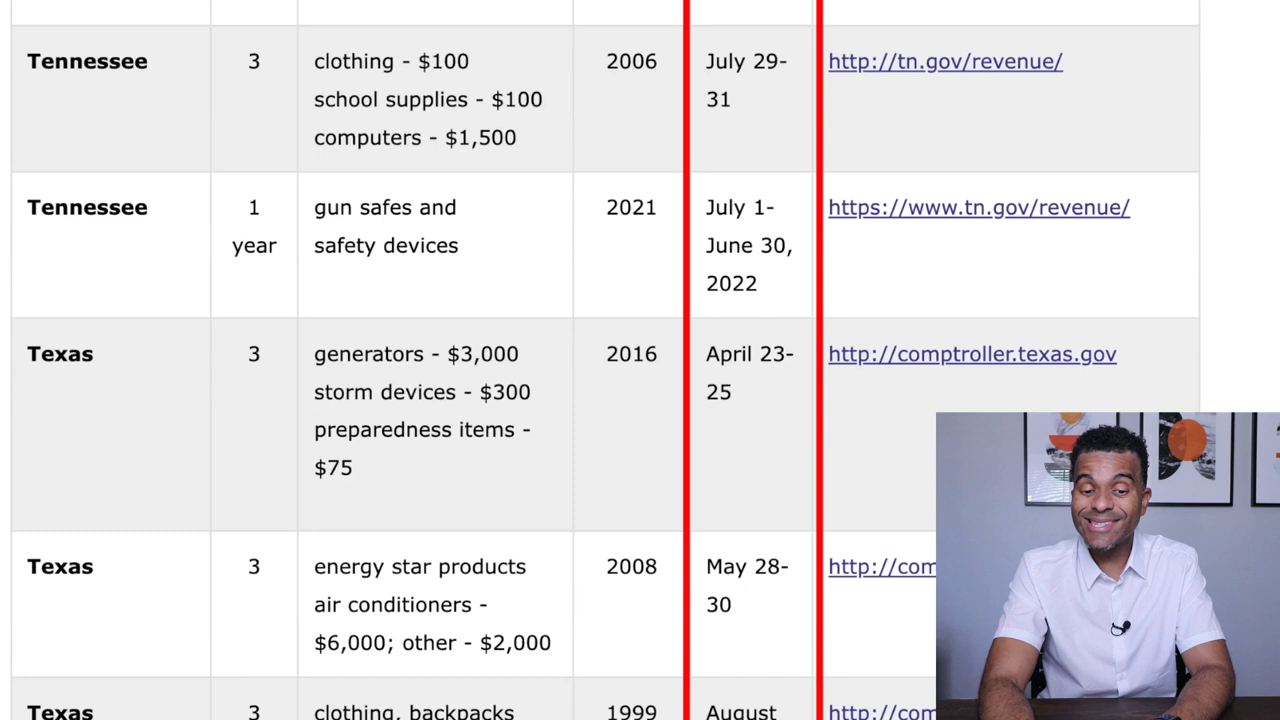 Tennessee 3 clothing - $100 2006 July 29- http://tn.gov/revenue/
school supplies - $100 31
computers - $1,500
Tennessee 1 gun safes and 2021 July 1- https://www.tn.gov/revenue/
year safety devices June 30,
2022
Texas 3 generators - $3,000 2016 April 23- http://comptroller.texas.gov
storm devices - $300 25
preparedness items -
$75
Texas 3 energy star products 2008 May 28- http://com
air conditioners - 30
$6,000; other - $2,000
Texas 3 clothing, backpacks 1999 August http://com